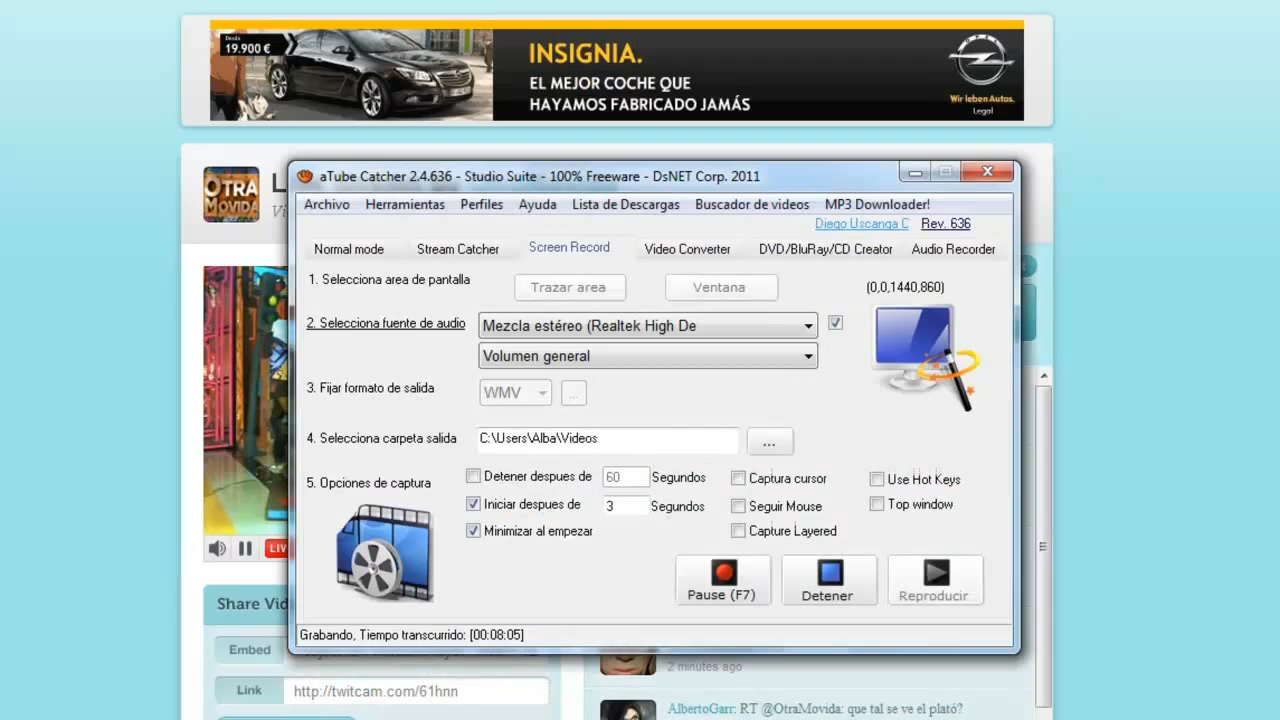 Desde
19.900 €
INSIGNIA.
EL MEJOR COCHE QUE
HAYAMOS FABRICADO JAMÁS
OPEL
Wir leben Autos.
Legal
OTRA
MOVIDA
L
Vi
aTube Catcher 2.4.636 - Studio Suite - 100% Freeware - DsNET Corp. 2011
Archivo Herramientas Perfiles Ayuda Lista de Descargas Buscador de videos MP3 Downloader!
Diego Uscanga C Rev. 636
Normal mode Stream Catcher Screen Record Video Converter DVD/BluRay/CD Creator Audio Recorder
1. Selecciona area de pantalla Trazar area Ventana (0,0,1440,860)
2. Selecciona fuente de audio Mezcla estéreo (Realtek High De
Volumen general
3. Fijar formato de salida WMV ...
4. Selecciona carpeta salida C:\Users\Alba\Videos ...
5. Opciones de captura
Detener despues de 60 Segundos Captura cursor Use Hot Keys
Iniciar despues de 3 Segundos Seguir Mouse Top window
Minimizar al empezar Capture Layered
Pause (F7) Detener Reproducir
Grabando, Tiempo transcurrido: [00:08:05]
LIV
Share Vid
Embed
Link http://twitcam.com/61hnn
2 minutes ago
AlbertoGarr: RT @OtraMovida: que tal se ve el plató?